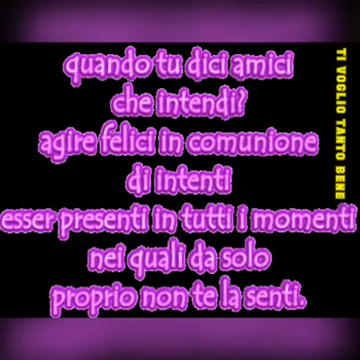 quando tu dici amici
che intendi?
agire felici in comunione
di intenti
esser presenti in tutti i momenti
nei quali da solo
proprio non te la senti.
TI VOGLIO TANTO BENE